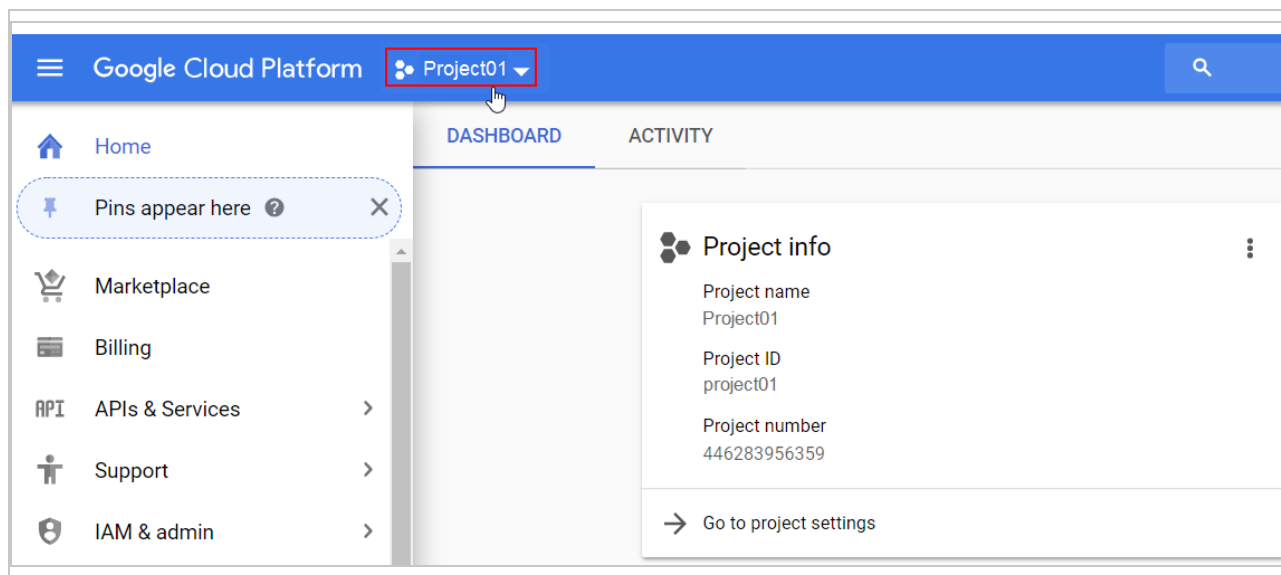 Google Cloud Platform Project01
Home
Pins appear here ?
Marketplace
Billing
API APIs & Services
Support
IAM & admin
DASHBOARD ACTIVITY
Project info
Project name
Project01
Project ID
project01
Project number
446283956359
Go to project settings